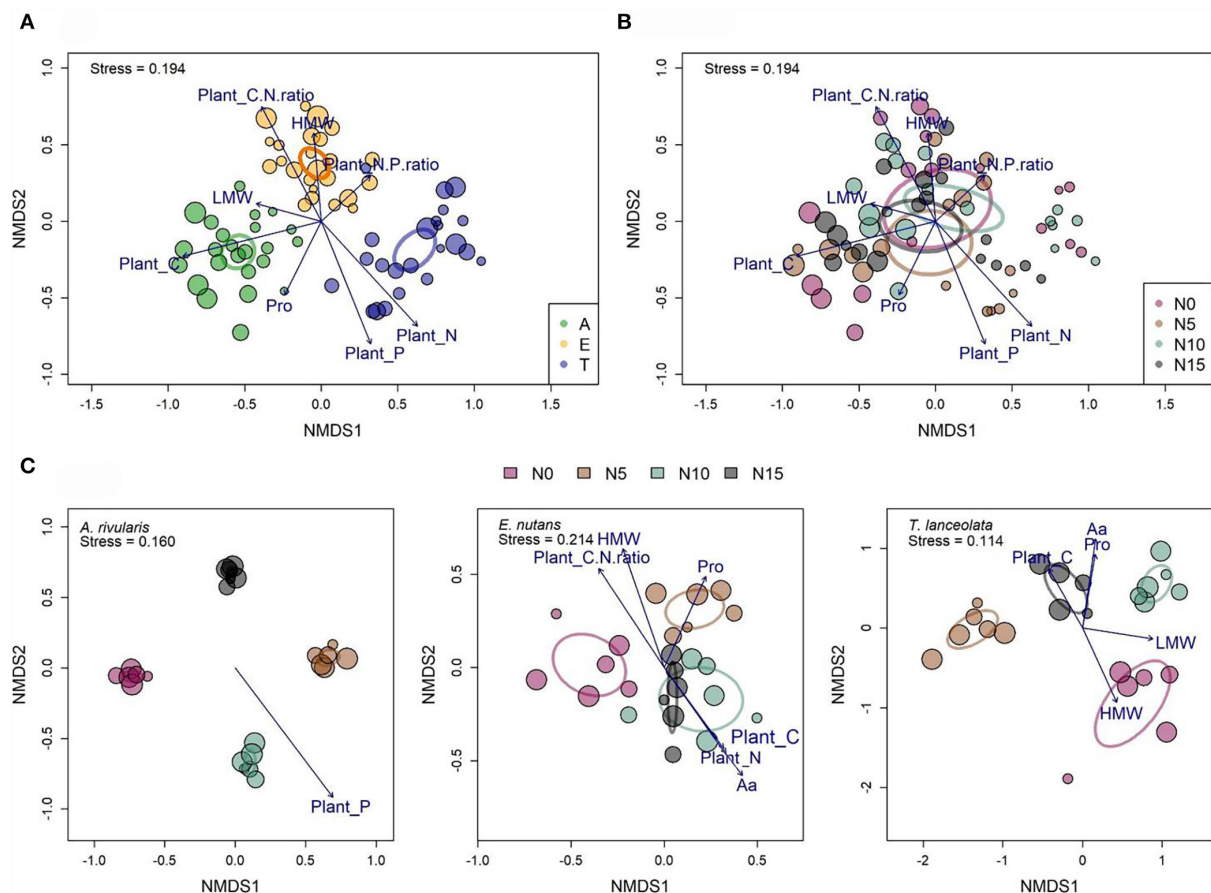 A
B
Stress = 0.194
Plant_C.N.ratio
HMW
Plant_N.P.ratio
LMW
Plant_C
Pro
Plant_N
Plant_P
A
E
T
1.0
0.5
0.0
-0.5
-1.0
NMDS2
-1.5
-1.0
-0.5
0.0
0.5
1.0
1.5
NMDS1
Stress = 0.194
Plant_C.N.ratio
HMW
Plant_N.P.ratio
LMW
Plant_C
Pro
Plant_N
Plant_P
N0
N5
N10
N15
1.0
0.5
0.0
-0.5
-1.0
NMDS2
-1.5
-1.0
-0.5
0.0
0.5
1.0
1.5
NMDS1
C
N0 N5 N10 N15
A. rivularis
Stress = 0.160
Plant_P
1.0
0.5
0.0
-0.5
-1.0
NMDS2
-1.0
-0.5
0.0
0.5
1.0
NMDS1
E. nutans
Stress = 0.214
HMW
Plant_C.N.ratio
Pro
Plant_C
Plant_N
Aa
0.5
0.0
-0.5
NMDS2
-1.0
-0.5
0.0
0.5
NMDS1
T. lanceolata
Stress = 0.114
Aa
Pro
Plant_C
LMW
HMW
1
0
-1
-2
NMDS2
-2
-1
0
1
NMDS1